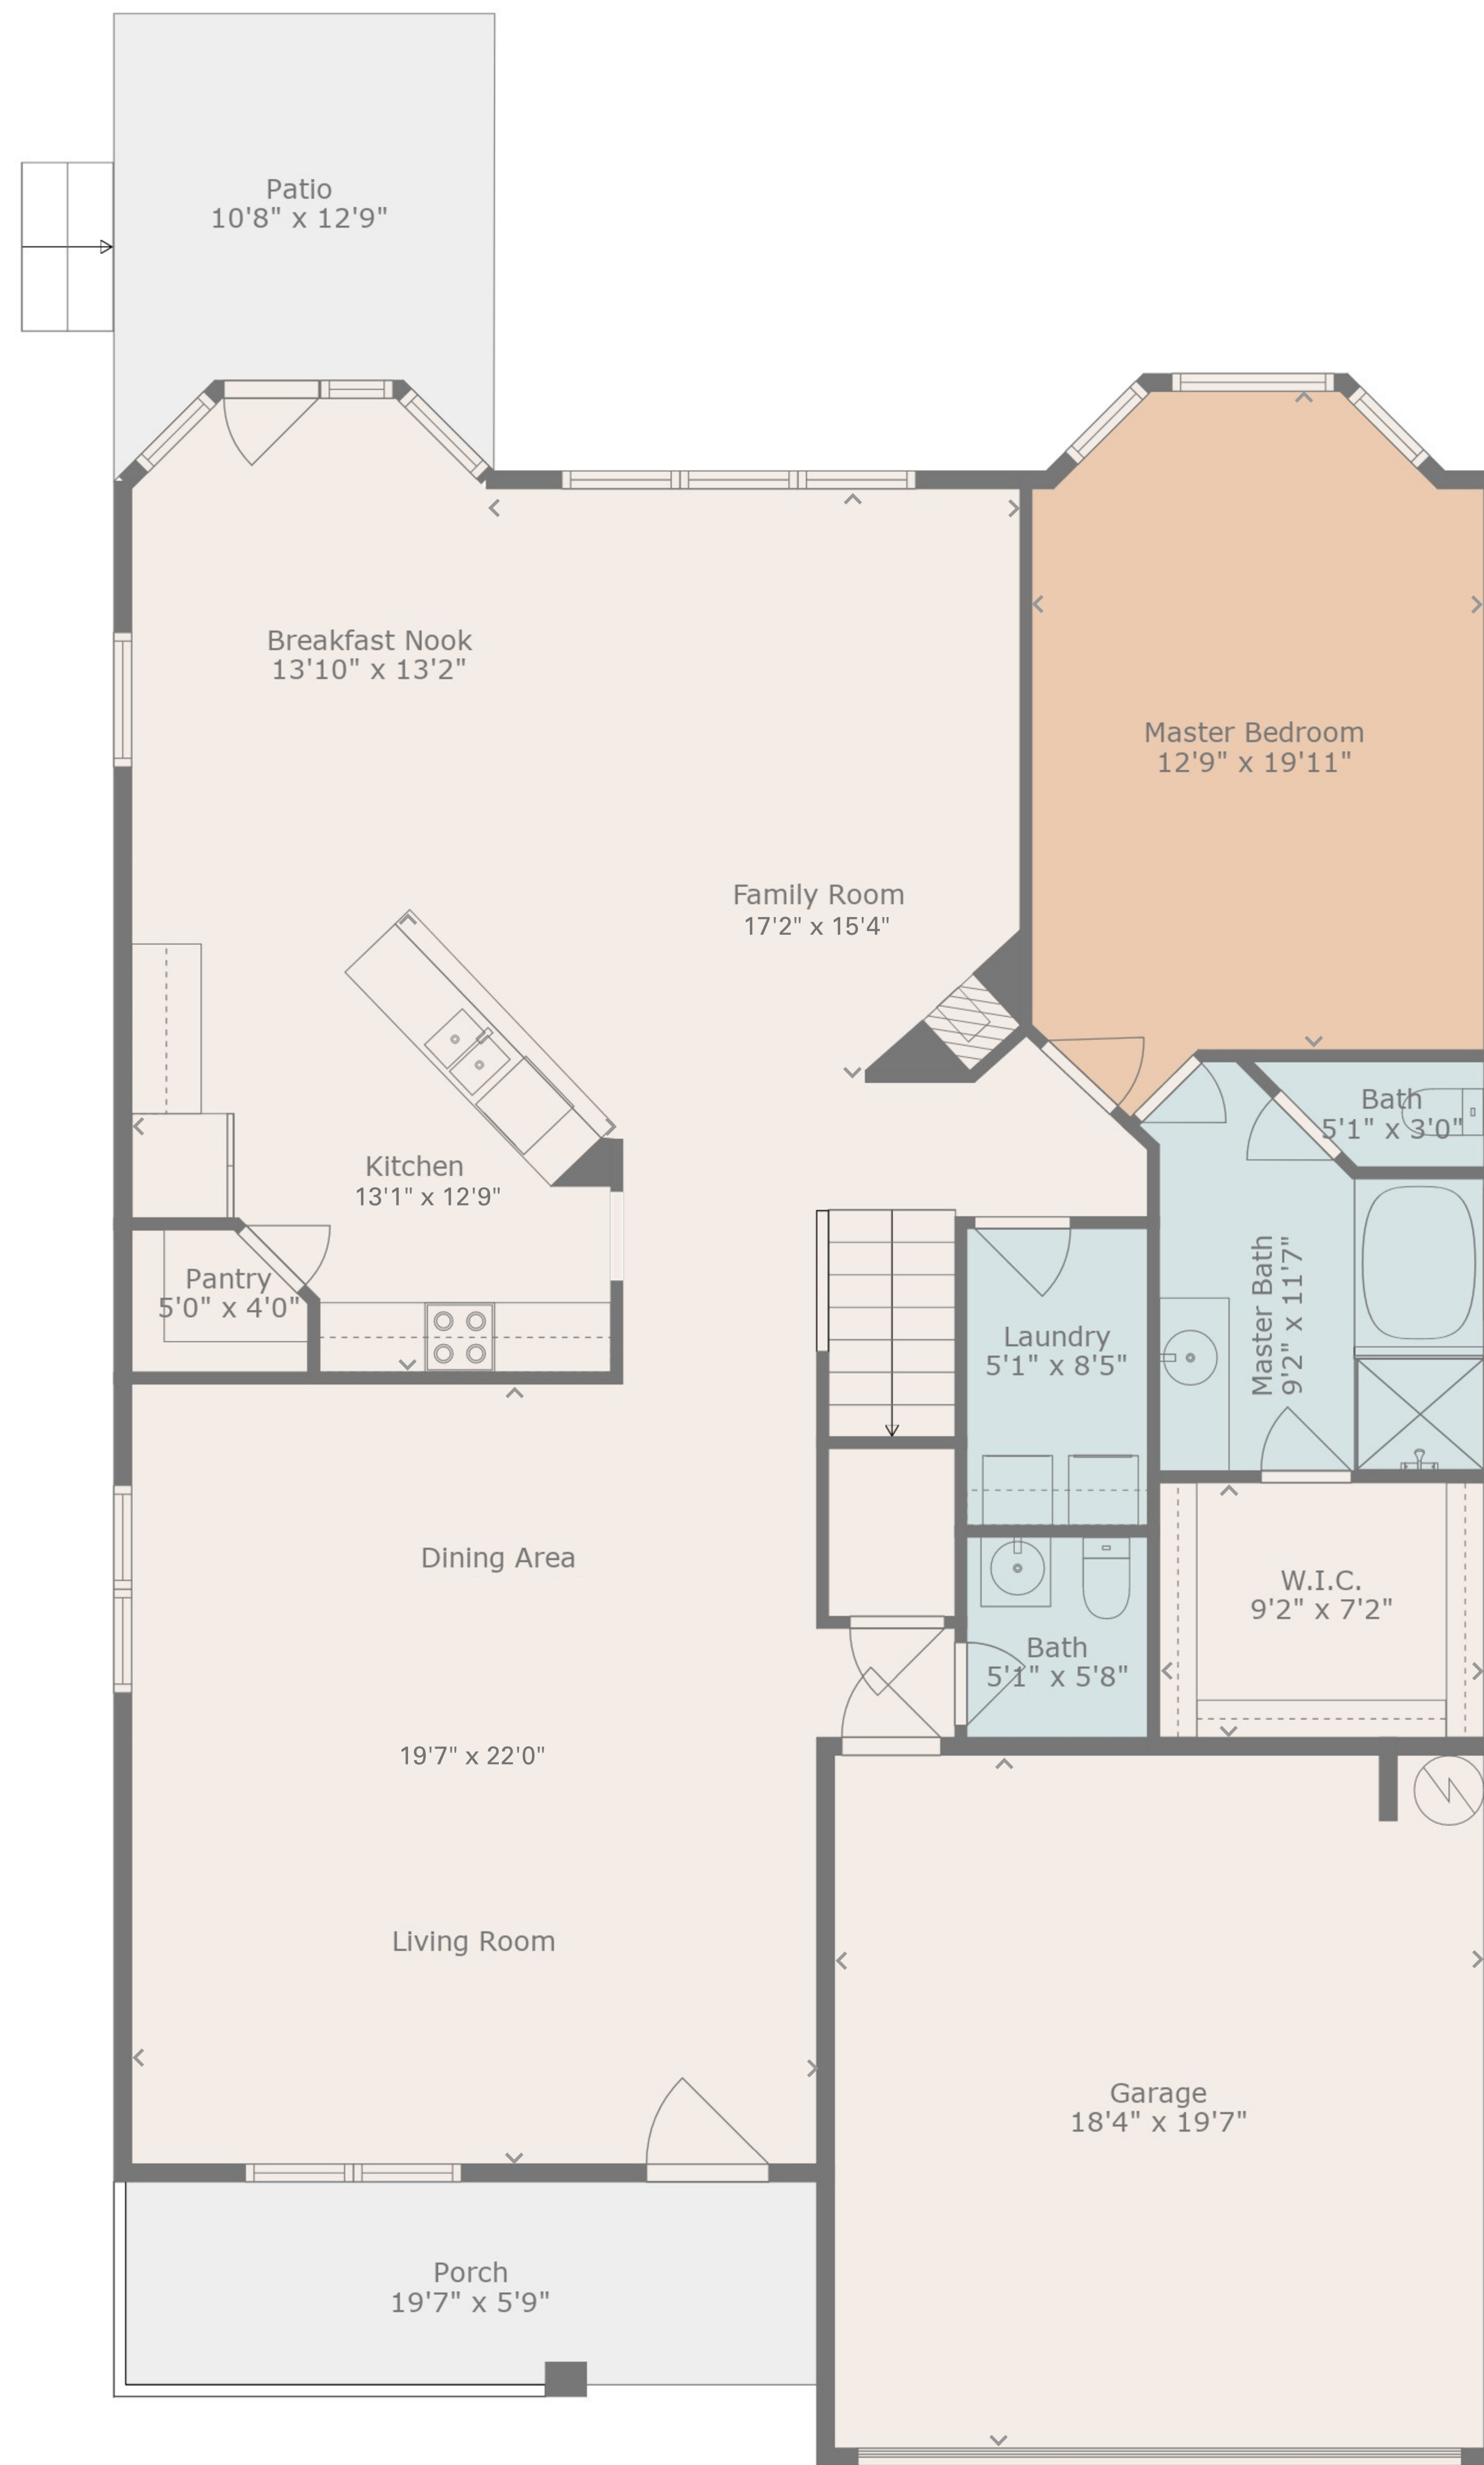 Patio
10'8" x 12'9"
Breakfast Nook
13'10" x 13'2"
Master Bedroom
12'9" x 19'11"
Family Room
17'2" x 15'4"
Bath
5'1" x 3'0"
Kitchen
13'1" x 12'9"
Pantry
5'0" x 4'0"
Master Bath
9'2" x 11'7"
Laundry
5'1" x 8'5"
Dining Area
W.I.C.
9'2" x 7'2"
Bath
5'1" x 5'8"
19'7" x 22'0"
Living Room
Garage
18'4" x 19'7"
Porch
19'7" x 5'9"